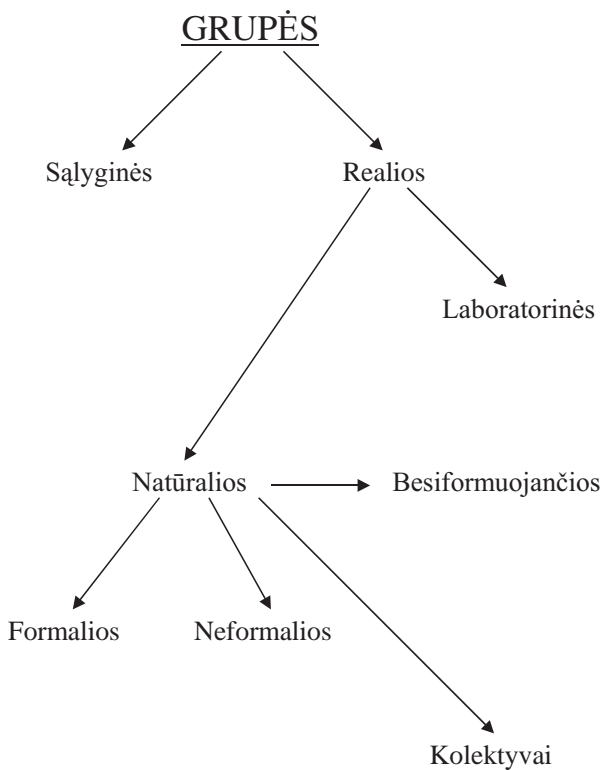 GRUPĖS
Sąlyginės
Realios
Laboratorinės
Natūralios
Besiformuojančios
Formalios
Neformalios
Kolektyvai